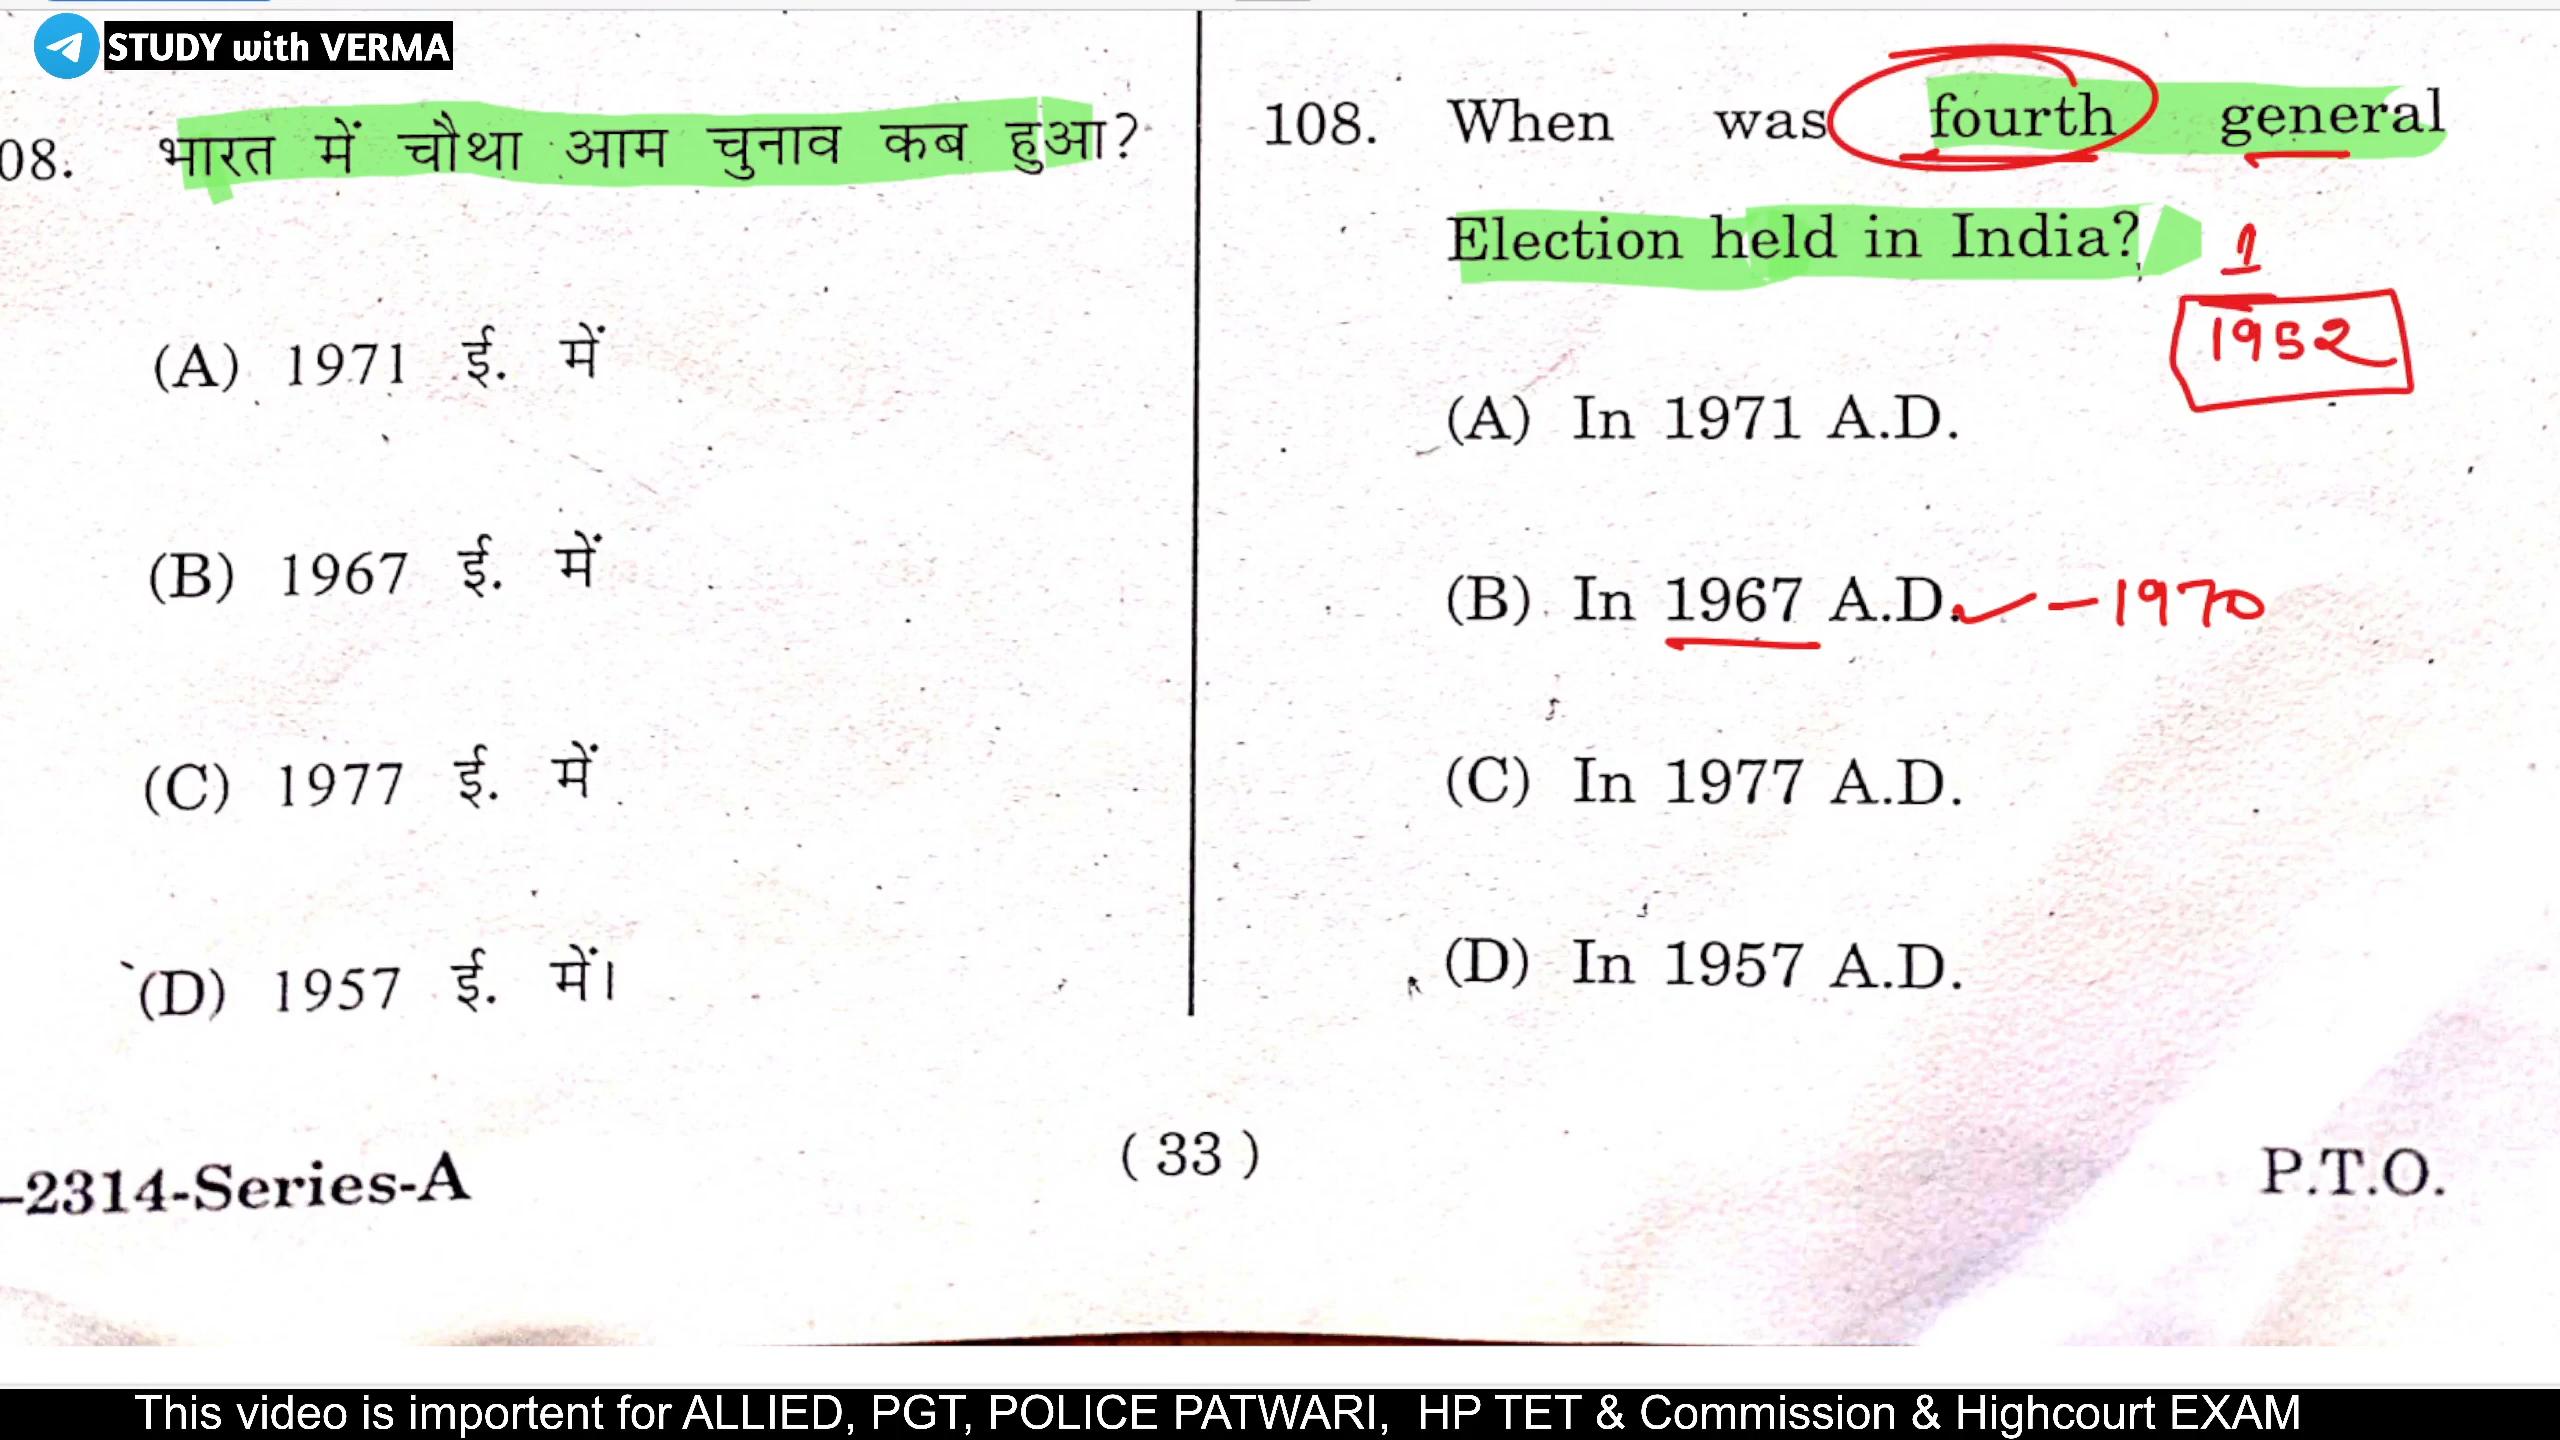 STUDY with VERMA
08. भारत में चौथा आम चुनाव कब हुआ?
(A) 1971 ई. में
(B) 1967 ई. में
(C) 1977 ई. में
(D) 1957 ई. में।
108. When was fourth general
Election held in India?
1
1952
(A) In 1971 A.D.
(B) In 1967 A.D. - 1970
(C) In 1977 A.D.
(D) In 1957 A.D.
-2314-Series-A
( 33 )
P.T.O.
This video is importent for ALLIED, PGT, POLICE PATWARI, HP TET & Commission & Highcourt EXAM